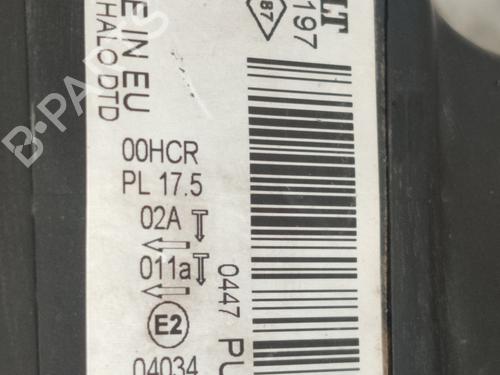 LT
197
87
E IN EU
HALO DTD
00HCR
PL 17.5
02A
011a
E2
04034
0447
PU
B-PARTS